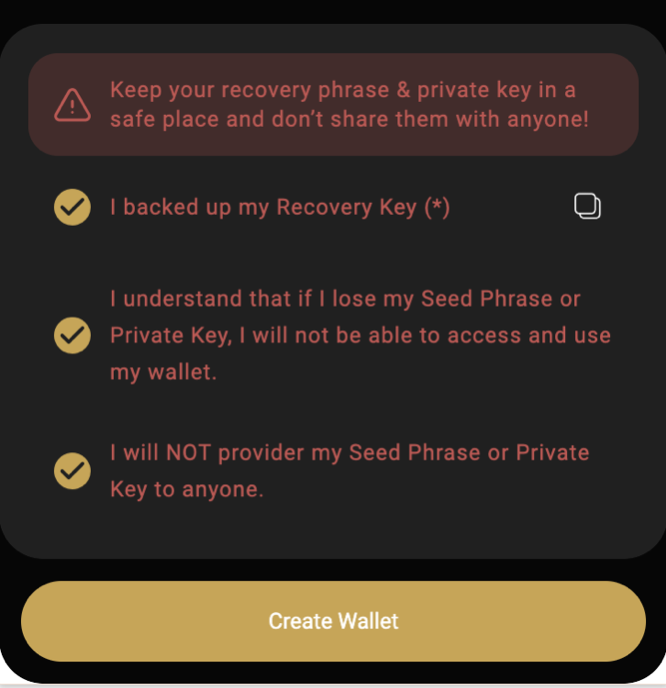 Keep your recovery phrase & private key in a
safe place and don't share them with anyone!
I backed up my Recovery Key (*)
I understand that if I lose my Seed Phrase or
Private Key, I will not be able to access and use
my wallet.
I will NOT provider my Seed Phrase or Private
Key to anyone.
Create Wallet